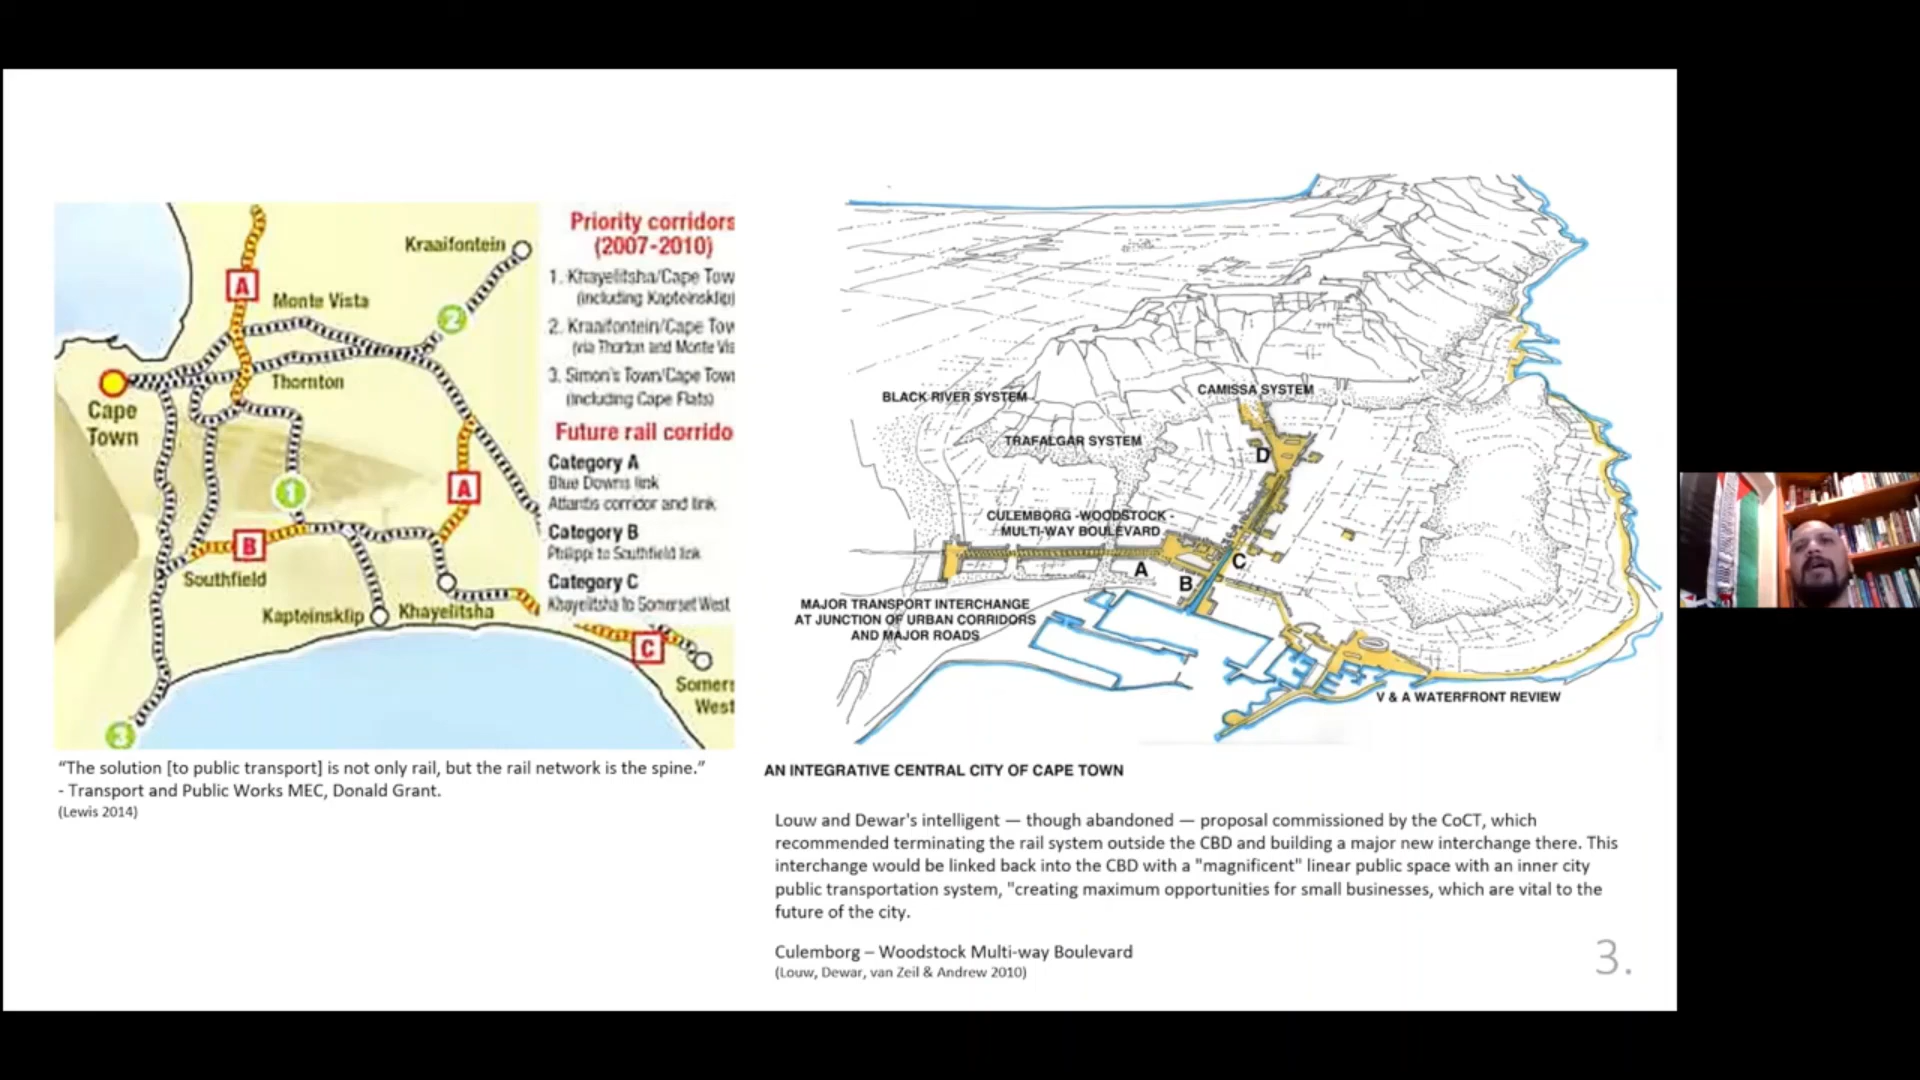 Priority corridors
(2007-2010)
1. Khayelitsha/Cape Tow
(including Kapteinsklip)
2. Kraaifontein/Cape Tow
(via Thorton and Monte Vis
3. Simon's Town/Cape Town
(including Cape Flats)
Future rail corrido
Category A
Blue Downs link
Atlantis corridor and link
Category B
Philippi to Southfield link
Category C
Khayelitsha to Somerset West
Kraaifontein
A
Monte Vista
2
Thornton
Cape
Town
1
A
B
Southfield
Kapteinsklip
Khayelitsha
C
Somers
West
3
"The solution [to public transport] is not only rail, but the rail network is the spine."
- Transport and Public Works MEC, Donald Grant.
(Lewis 2014)
BLACK RIVER SYSTEM
CAMISSA SYSTEM
TRAFALGAR SYSTEM
D
CULEMBORG -WOODSTOCK -
MULTI-WAY BOULEVARD
A
B
C
MAJOR TRANSPORT INTERCHANGE
AT JUNCTION OF URBAN CORRIDORS
AND MAJOR ROADS
V & A WATERFRONT REVIEW
AN INTEGRATIVE CENTRAL CITY OF CAPE TOWN
Louw and Dewar's intelligent — though abandoned — proposal commissioned by the CoCT, which
recommended terminating the rail system outside the CBD and building a major new interchange there. This
interchange would be linked back into the CBD with a "magnificent" linear public space with an inner city
public transportation system, "creating maximum opportunities for small businesses, which are vital to the
future of the city.
Culemborg – Woodstock Multi-way Boulevard
(Louw, Dewar, van Zeil & Andrew 2010)
3.